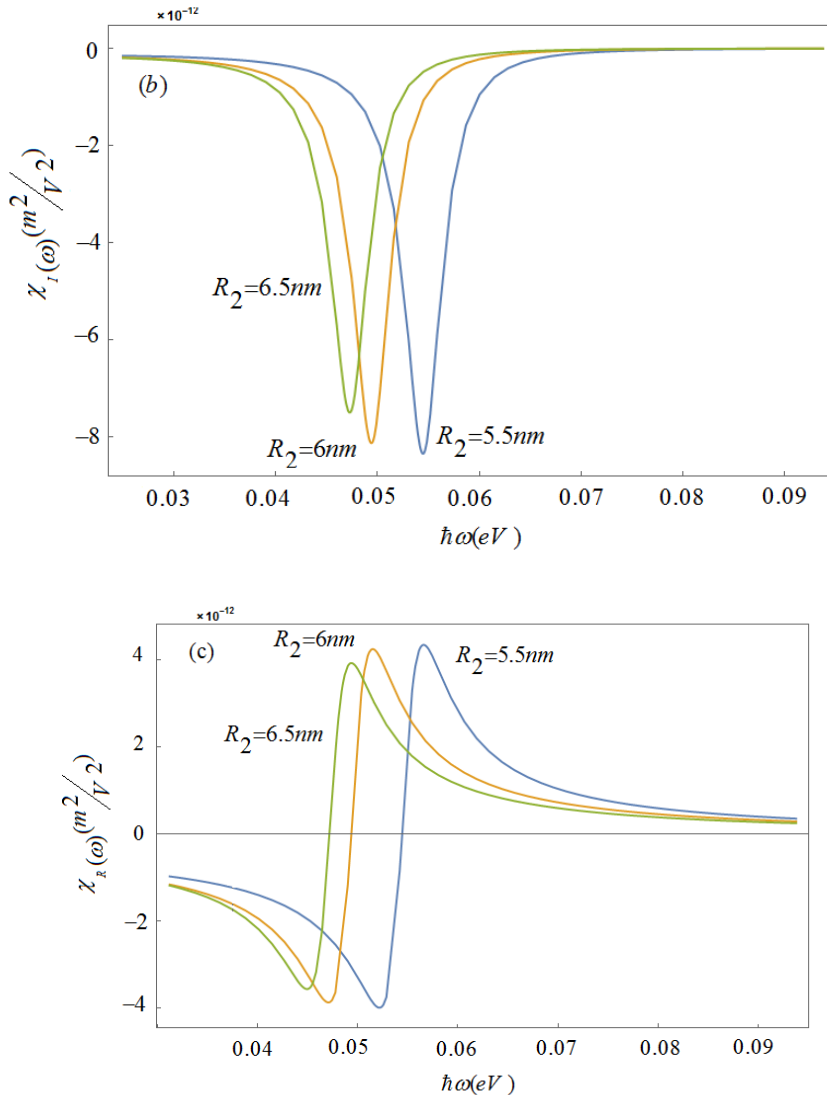 × 10⁻¹²
0
(b)
−2
−4
−6
−8
χ_I(ω)(m²/V2)
R₂=6.5nm
R₂=6nm
R₂=5.5nm
0.03 0.04 0.05 0.06 0.07 0.08 0.09
ħω(eV)
× 10⁻¹²
4
R₂=6nm
(c)
R₂=5.5nm
R₂=6.5nm
2
0
−2
−4
χ_R(ω)(m²/V2)
0.04 0.05 0.06 0.07 0.08 0.09
ħω(eV)